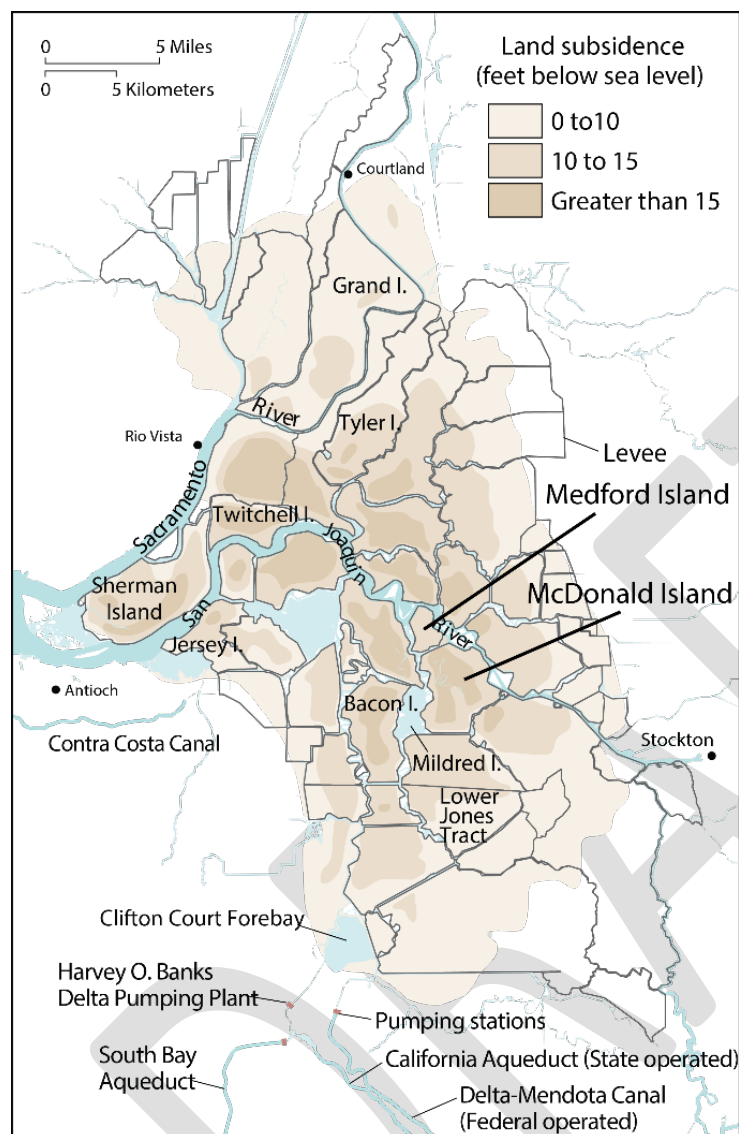 0 5 Miles
0 5 Kilometers
Land subsidence
(feet below sea level)
0 to10
10 to 15
Greater than 15
Courtland
Grand I.
River
Tyler I.
Rio Vista
Levee
Sacramento
Medford Island
Twitchell I.
Joaquin
McDonald Island
Sherman
Island
San
River
Jersey I.
Antioch
Bacon I.
Contra Costa Canal
Stockton
Mildred I.
Lower
Jones
Tract
Clifton Court Forebay
Harvey O. Banks
Delta Pumping Plant
Pumping stations
South Bay
Aqueduct
California Aqueduct (State operated)
Delta-Mendota Canal
(Federal operated)